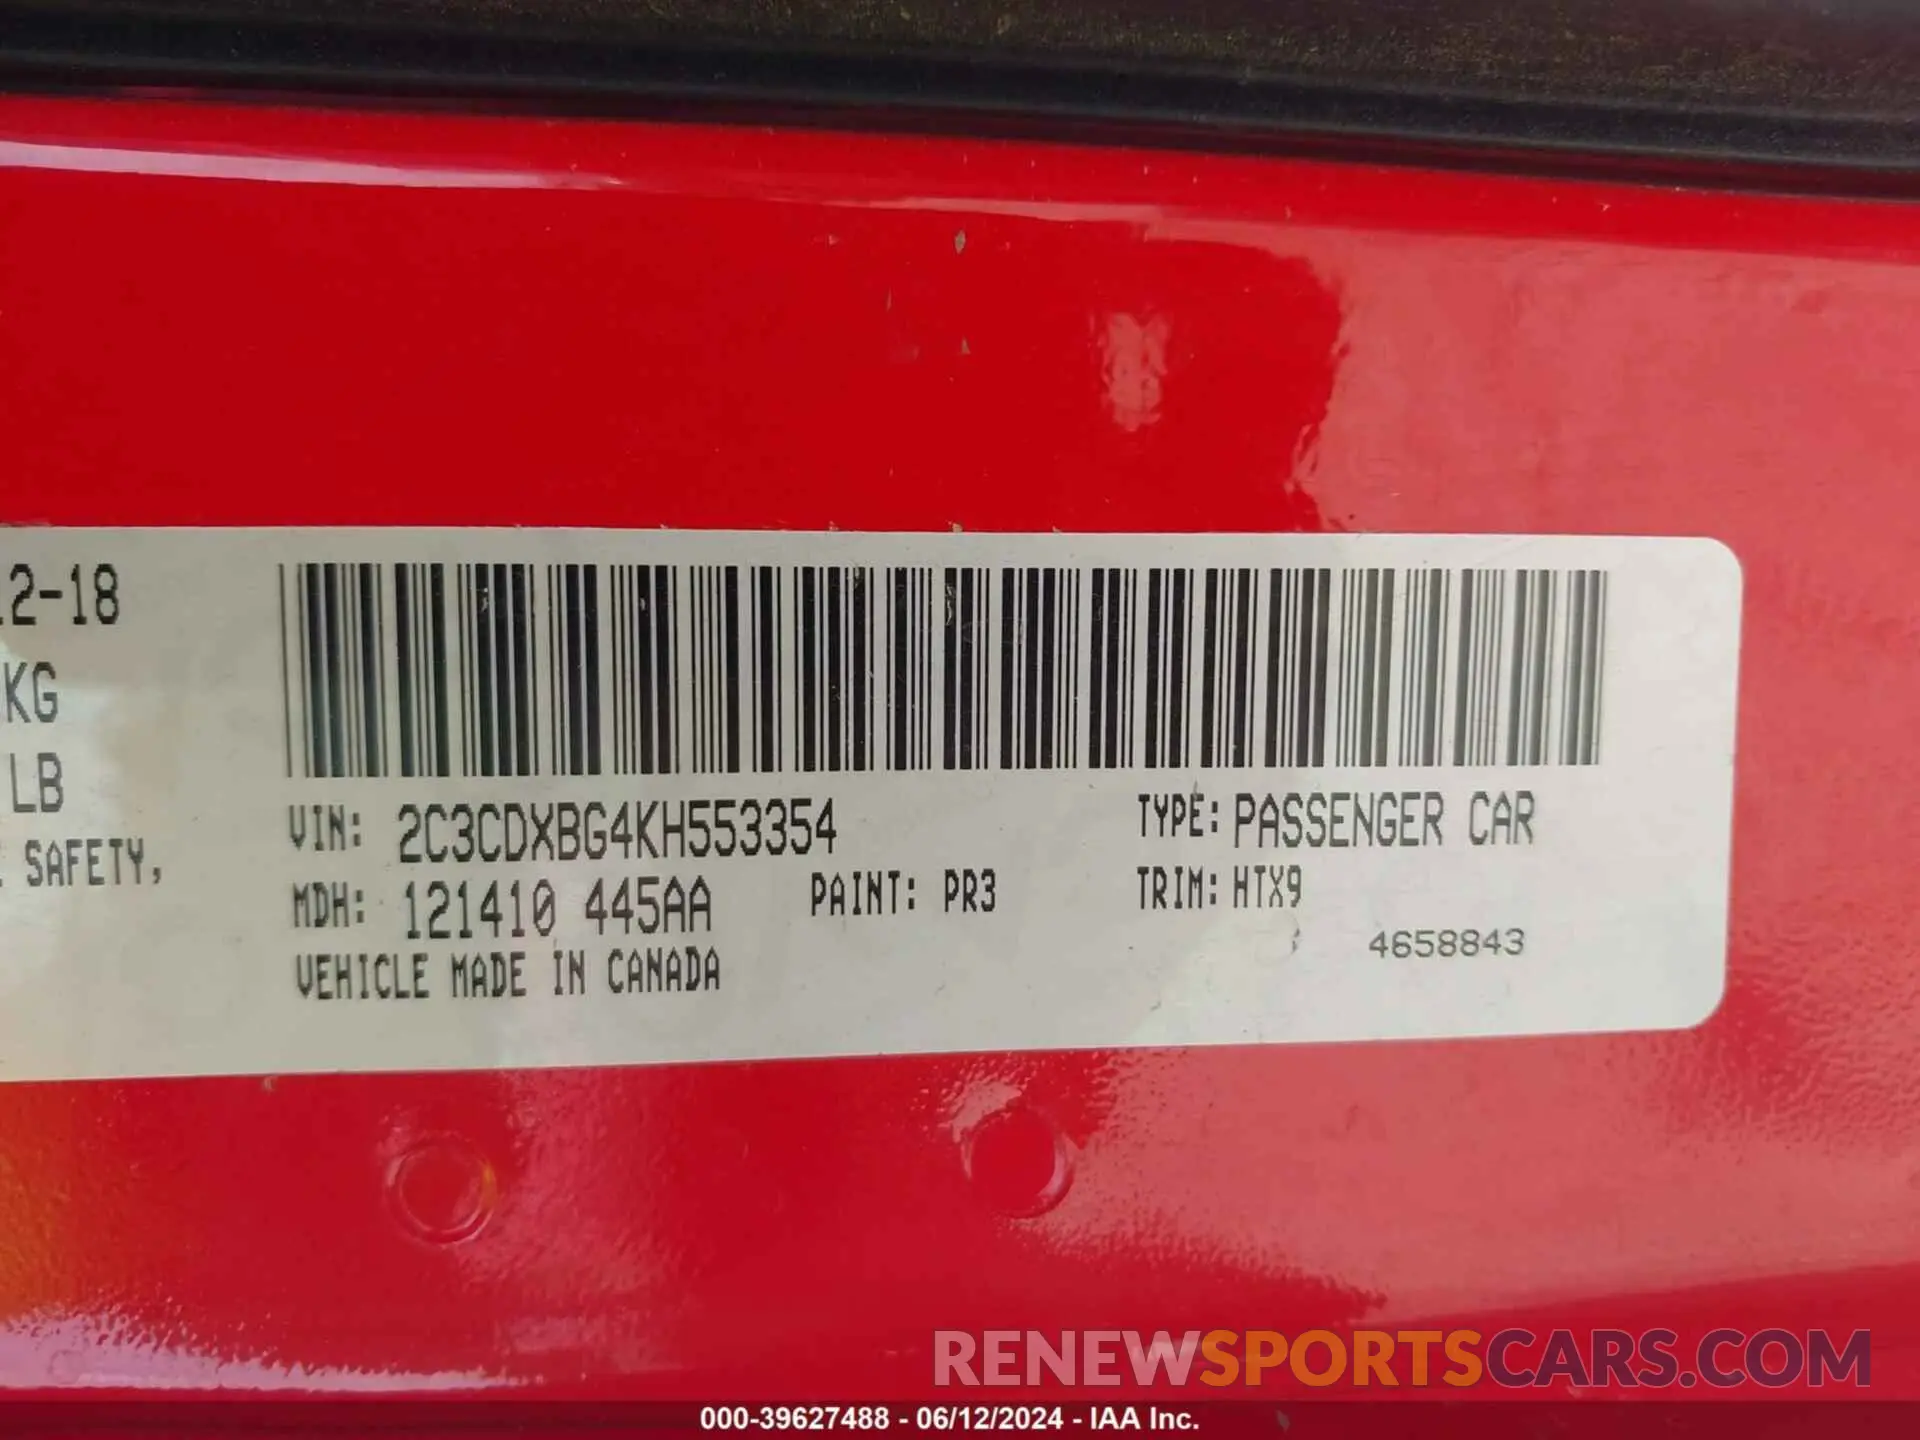 2-18
KG
LB
SAFETY,
VIN: 2C3CDXBG4KH553354
TYPE: PASSENGER CAR
MDH: 121410 445AA
PAINT: PR3
TRIM: HTX9
4658843
VEHICLE MADE IN CANADA
RENEWSPORTSCARS.COM
000-39627488 - 06/12/2024 - IAA Inc.